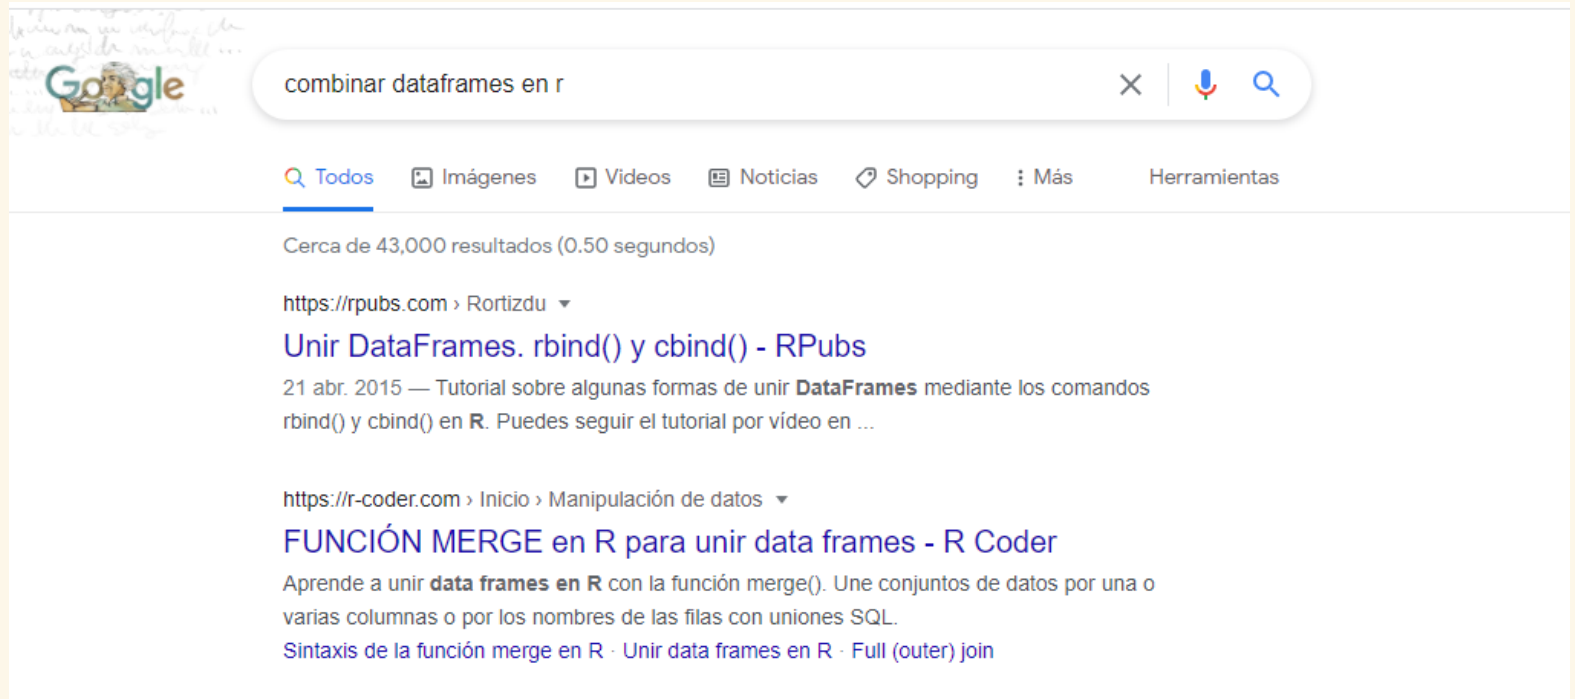 Google
combinar dataframes en r
Todos Imágenes Videos Noticias Shopping Más Herramientas
Cerca de 43,000 resultados (0.50 segundos)
https://rpubs.com › Rortizdu
Unir DataFrames. rbind() y cbind() - RPubs
21 abr. 2015 — Tutorial sobre algunas formas de unir DataFrames mediante los comandos
rbind() y cbind() en R. Puedes seguir el tutorial por vídeo en ...
https://r-coder.com › Inicio › Manipulación de datos
FUNCIÓN MERGE en R para unir data frames - R Coder
Aprende a unir data frames en R con la función merge(). Une conjuntos de datos por una o
varias columnas o por los nombres de las filas con uniones SQL.
Sintaxis de la función merge en R · Unir data frames en R · Full (outer) join